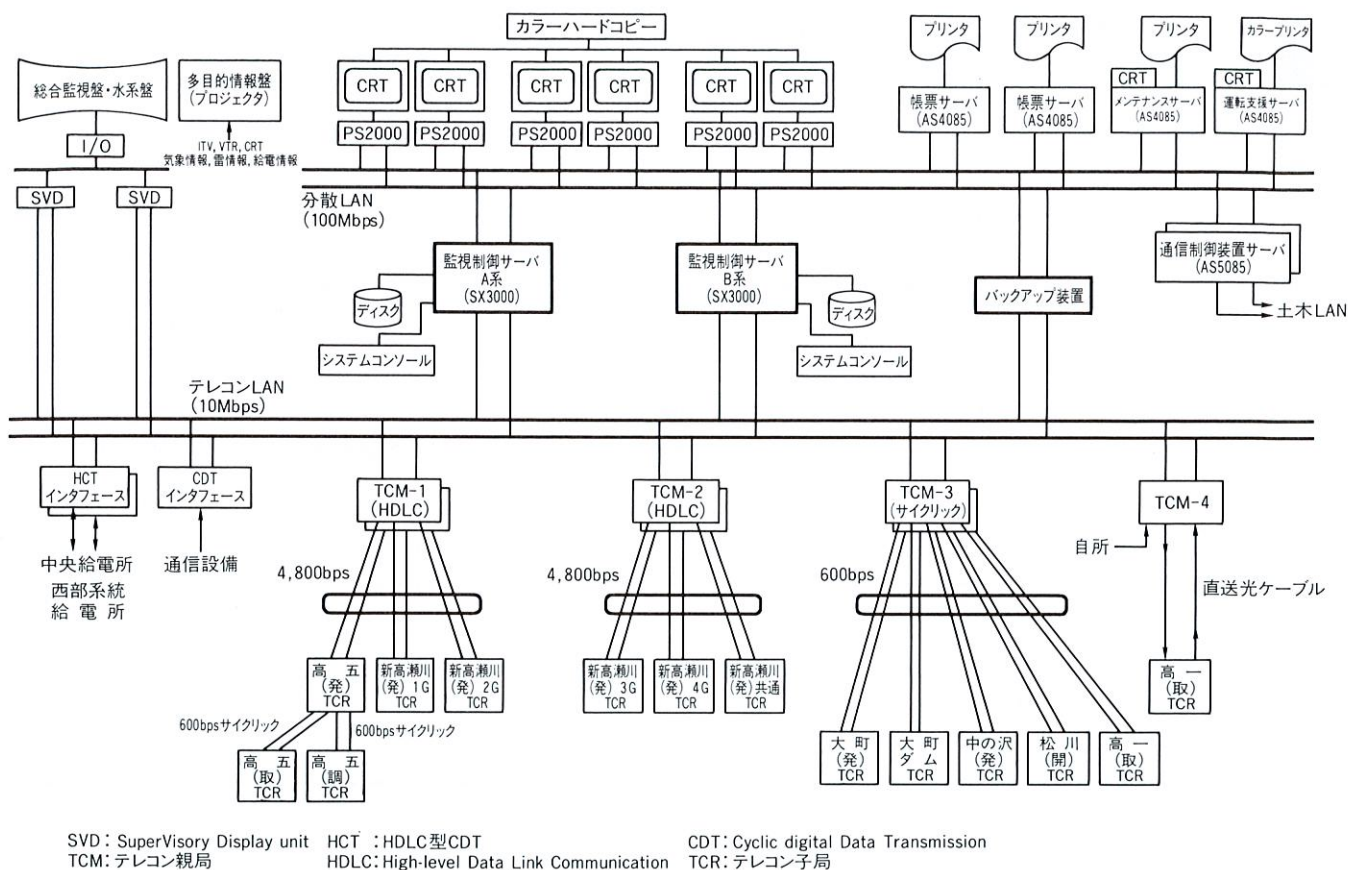 カラーハードコピー
総合監視盤・水系盤
I/O
多目的情報盤
(プロジェクタ)
ITV, VTR, CRT
気象情報, 雷情報, 給電情報
CRT
CRT
CRT
CRT
CRT
CRT
PS2000
PS2000
PS2000
PS2000
PS2000
PS2000
プリンタ
プリンタ
プリンタ
カラープリンタ
帳票サーバ
(AS4085)
帳票サーバ
(AS4085)
CRT
メンテナンスサーバ
(AS4085)
CRT
運転支援サーバ
(AS4085)
SVD
SVD
分散LAN
(100Mbps)
監視制御サーバ
A系
(SX3000)
ディスク
システムコンソール
監視制御サーバ
B系
(SX3000)
ディスク
システムコンソール
バックアップ装置
通信制御装置サーバ
(AS5085)
土木LAN
テレコンLAN
(10Mbps)
HCT
インタフェース
中央給電所
西部系統
給電所
CDT
インタフェース
通信設備
TCM-1
(HDLC)
4,800bps
TCM-2
(HDLC)
4,800bps
TCM-3
(サイクリック)
600bps
TCM-4
自所
直送光ケーブル
高五
(発)
TCR
新高瀬川
(発)1G
TCR
新高瀬川
(発)2G
TCR
600bpsサイクリック
600bpsサイクリック
高五
(取)
TCR
高五
(調)
TCR
新高瀬川
(発)3G
TCR
新高瀬川
(発)4G
TCR
新高瀬川
(発)共通
TCR
大町
(発)
TCR
大町
ダム
TCR
中の沢
(発)
TCR
松川
(開)
TCR
高一
(取)
TCR
高一
(取)
TCR
SVD: SuperVisory Display unit HCT :HDLC型CDT CDT: Cyclic digital Data Transmission
TCM:テレコン親局 HDLC: High-level Data Link Communication TCR:テレコン子局